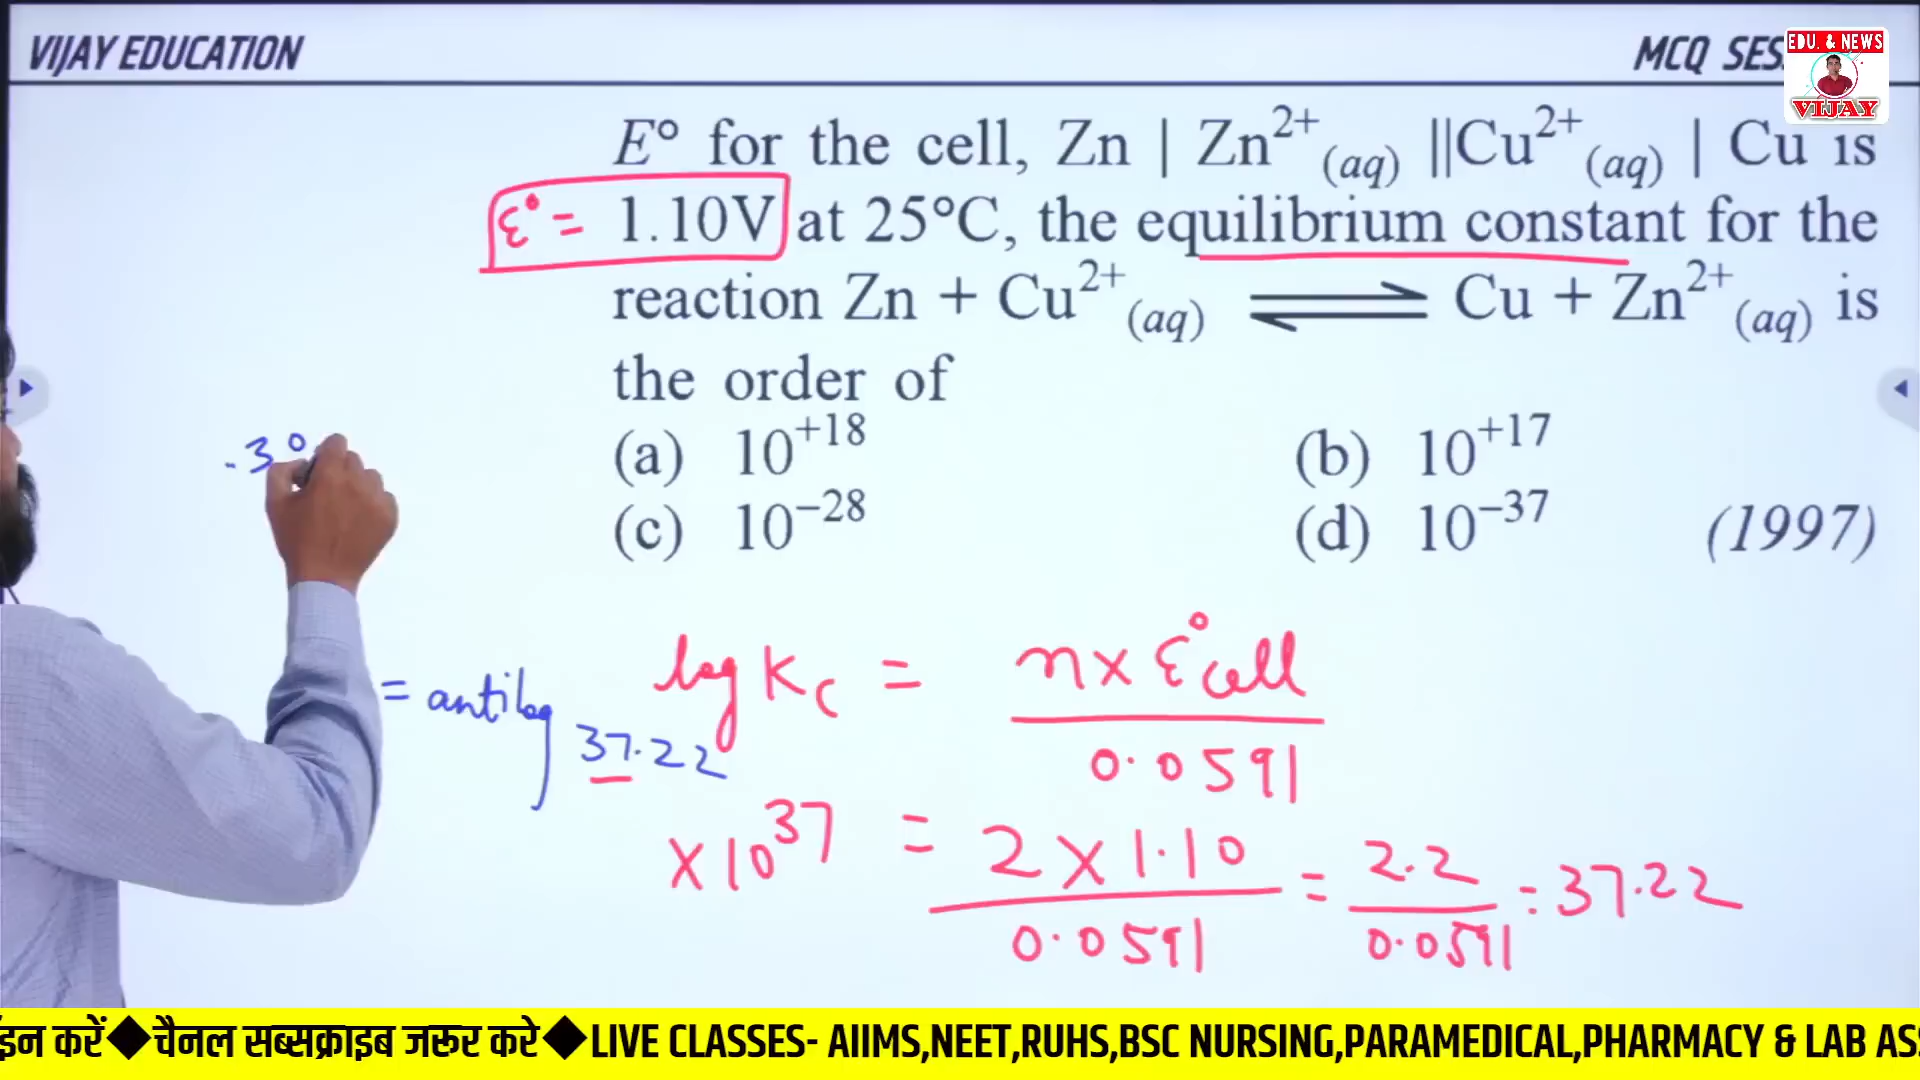 VIJAY EDUCATION
MCQ SES
EDU. & NEWS
VIJAY
E° for the cell, Zn | Zn²⁺(aq) ||Cu²⁺(aq) | Cu is
ε° = 1.10V at 25°C, the equilibrium constant for the
reaction Zn + Cu²⁺(aq) ⇌ Cu + Zn²⁺(aq) is
the order of
(a) 10⁺¹⁸ (b) 10⁺¹⁷
(c) 10⁻²⁸ (d) 10⁻³⁷ (1997)
.30
log Kc = n × ε°cell / 0.0591
= antilog 37.22
×10³⁷ = 2 × 1.10 / 0.0591 = 2.2 / 0.0591 = 37.22
करें◆चैनल सब्सक्राइब जरूर करे◆LIVE CLASSES- AIIMS,NEET,RUHS,BSC NURSING,PARAMEDICAL,PHARMACY & LAB AS